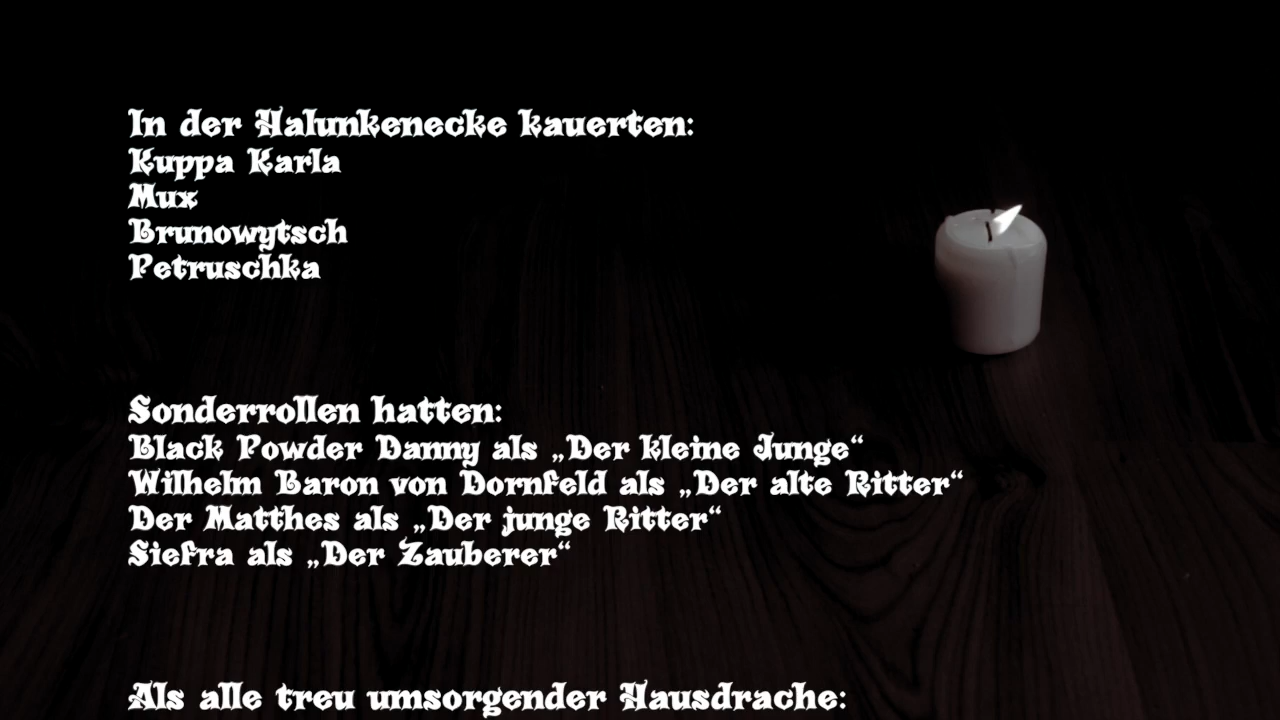 In der Halunkenecke kauerten:
Kuppa Karla
Mux
Brunowytsch
Petruschka
Sonderrollen hatten:
Black Powder Danny als „Der kleine Junge“
Wilhelm Baron von Dornfeld als „Der alte Ritter“
Der Matthes als „Der junge Ritter“
Siefra als „Der Zauberer“
Als alle treu umsorgender Hausdrache: